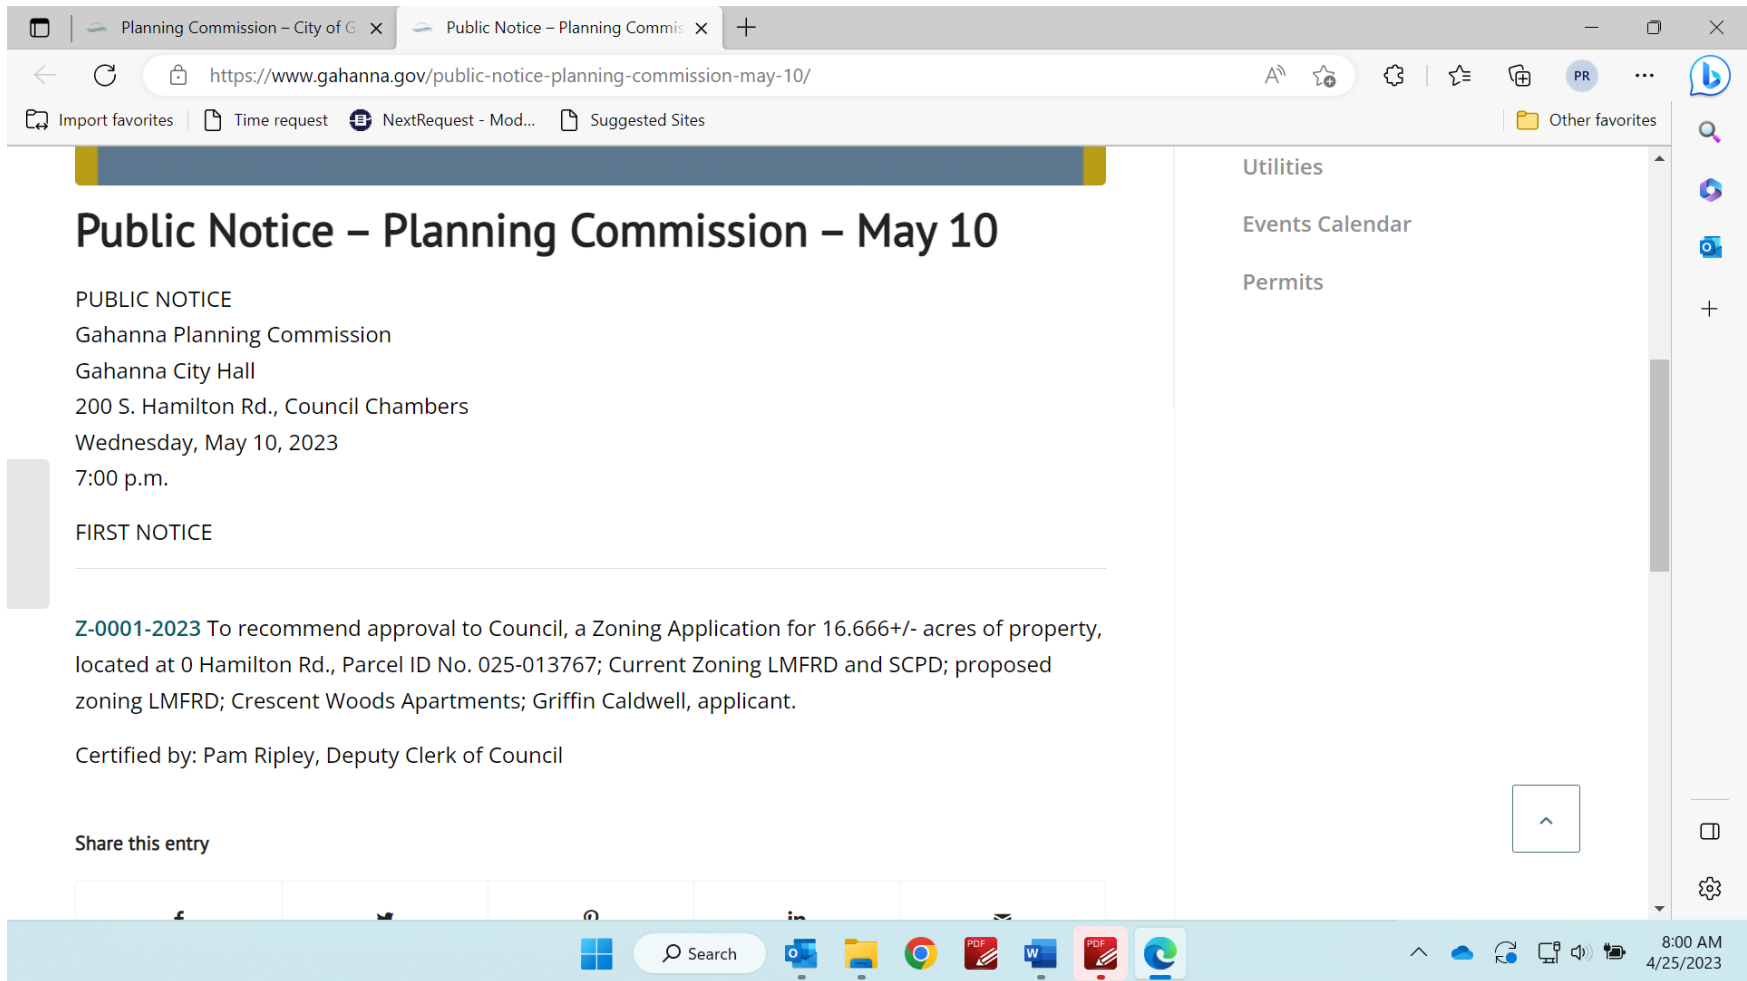 Planning Commission – City of G
Public Notice – Planning Commis
https://www.gahanna.gov/public-notice-planning-commission-may-10/
PR
Import favorites
Time request
NextRequest - Mod...
Suggested Sites
Other favorites
Utilities
Events Calendar
Permits
Public Notice – Planning Commission – May 10
PUBLIC NOTICE
Gahanna Planning Commission
Gahanna City Hall
200 S. Hamilton Rd., Council Chambers
Wednesday, May 10, 2023
7:00 p.m.
FIRST NOTICE
Z-0001-2023 To recommend approval to Council, a Zoning Application for 16.666+/- acres of property,
located at 0 Hamilton Rd., Parcel ID No. 025-013767; Current Zoning LMFRD and SCPD; proposed
zoning LMFRD; Crescent Woods Apartments; Griffin Caldwell, applicant.
Certified by: Pam Ripley, Deputy Clerk of Council
Share this entry
Search
PDF
PDF
8:00 AM
4/25/2023